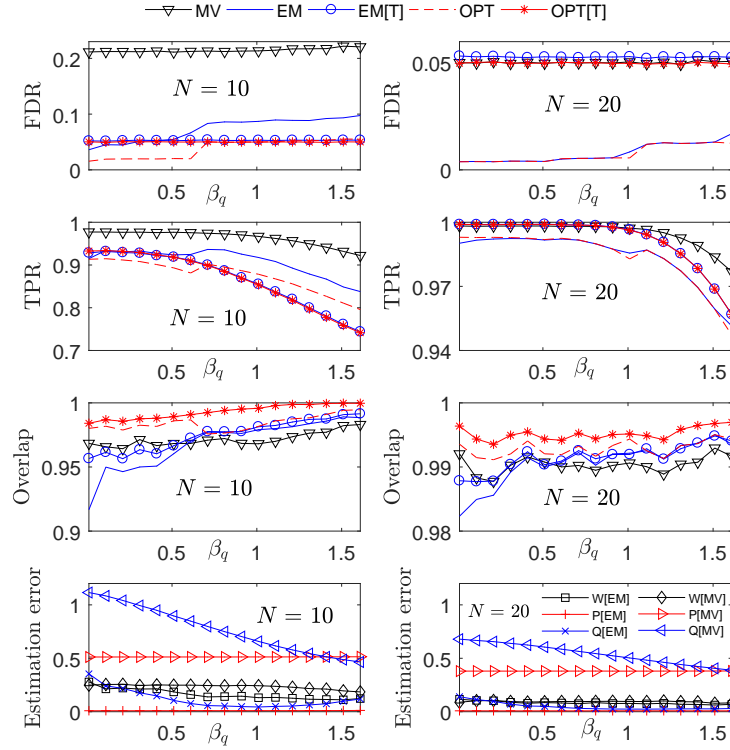 MV EM EM[T] OPT OPT[T]
0.2
0.1
0
FDR
N = 10
0.5 1 1.5
β_q
0.05
0
FDR
N = 20
0.5 1 1.5
β_q
1
0.9
0.8
0.7
TPR
N = 10
0.5 1 1.5
β_q
1
0.97
0.94
TPR
N = 20
0.5 1 1.5
β_q
1
0.95
0.9
Overlap
N = 10
0.5 1 1.5
β_q
1
0.99
0.98
Overlap
N = 20
0.5 1 1.5
β_q
1
0.5
0
Estimation error
N = 10
0.5 1 1.5
β_q
1
0.5
0
Estimation error
N = 20
W[EM] W[MV]
P[EM] P[MV]
Q[EM] Q[MV]
0.5 1 1.5
β_q